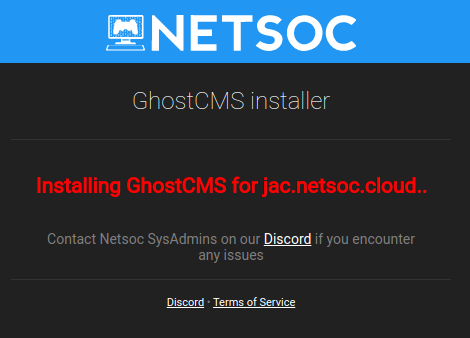 NETSOC
GhostCMS installer
Installing GhostCMS for jac.netsoc.cloud..
Contact Netsoc SysAdmins on our Discord if you encounter
any issues
Discord · Terms of Service